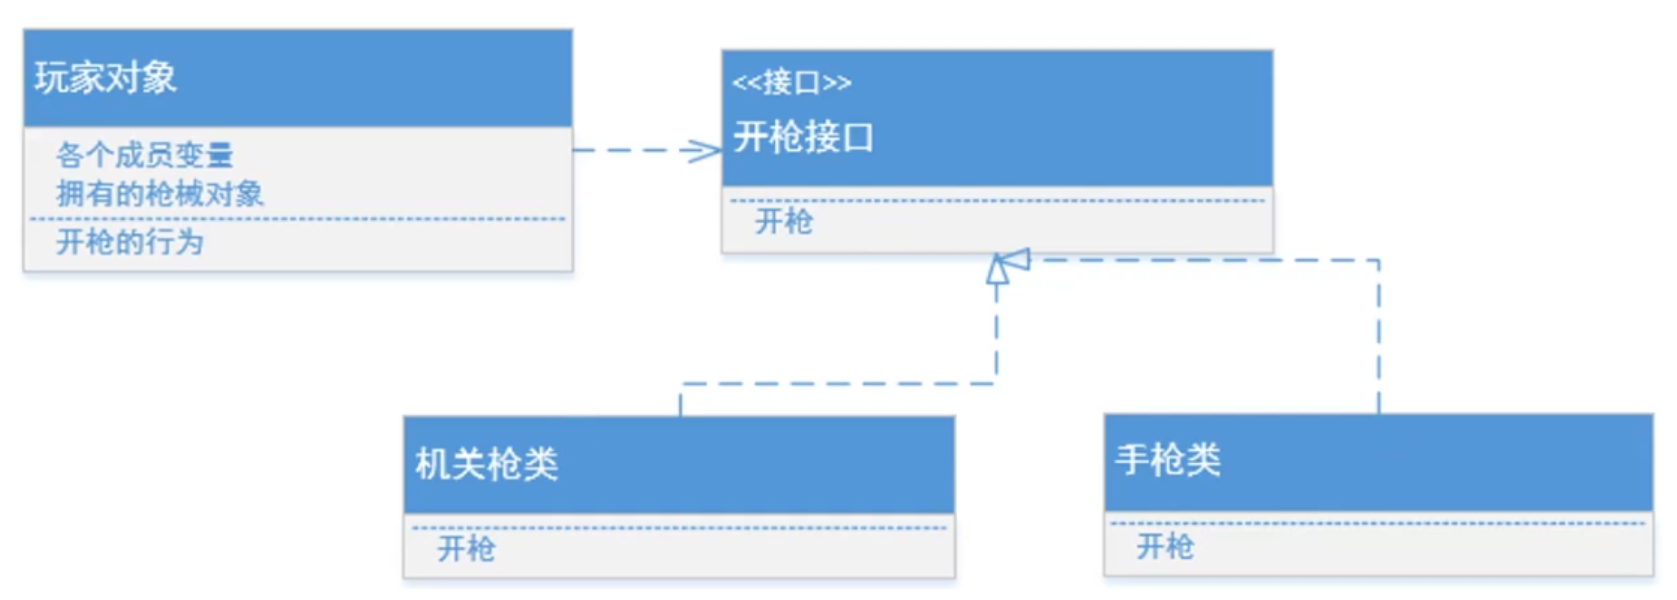 玩家对象
各个成员变量
拥有的枪械对象
开枪的行为
<<接口>>
开枪接口
开枪
机关枪类
开枪
手枪类
开枪